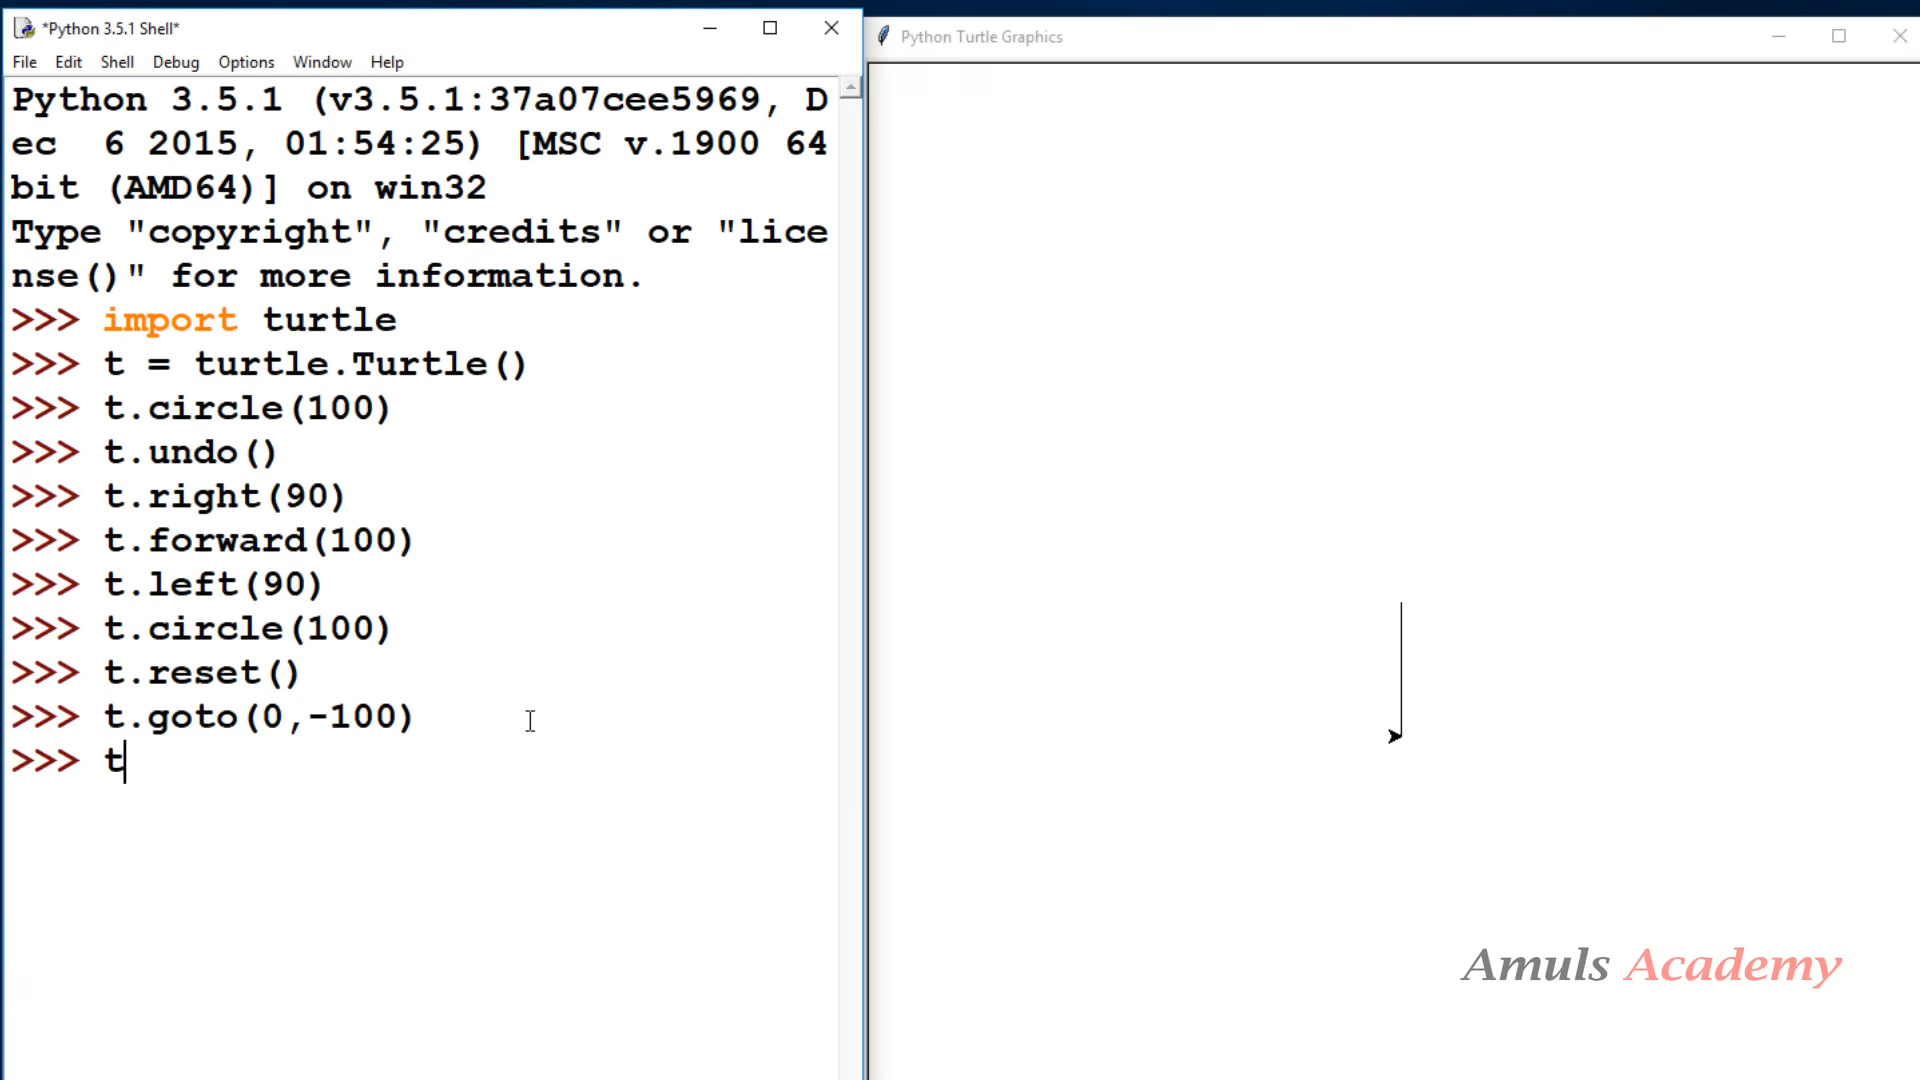 *Python 3.5.1 Shell*
File Edit Shell Debug Options Window Help
Python 3.5.1 (v3.5.1:37a07cee5969, D
ec  6 2015, 01:54:25) [MSC v.1900 64
bit (AMD64)] on win32
Type "copyright", "credits" or "lice
nse()" for more information.
>>> import turtle
>>> t = turtle.Turtle()
>>> t.circle(100)
>>> t.undo()
>>> t.right(90)
>>> t.forward(100)
>>> t.left(90)
>>> t.circle(100)
>>> t.reset()
>>> t.goto(0,-100)
>>> t
Python Turtle Graphics
Amuls Academy